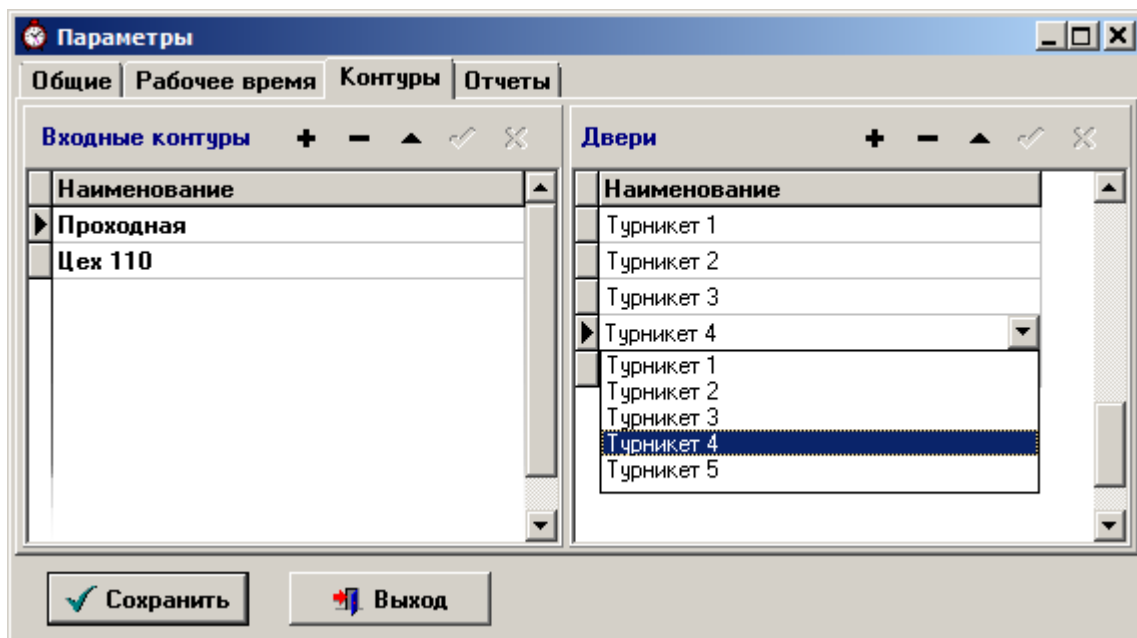 Параметры
Общие Рабочее время Контуры Отчеты
Входные контуры
Наименование
Проходная
Цех 110
Двери
Наименование
Турникет 1
Турникет 2
Турникет 3
Турникет 4
Турникет 1
Турникет 2
Турникет 3
Турникет 4
Турникет 5
Сохранить Выход